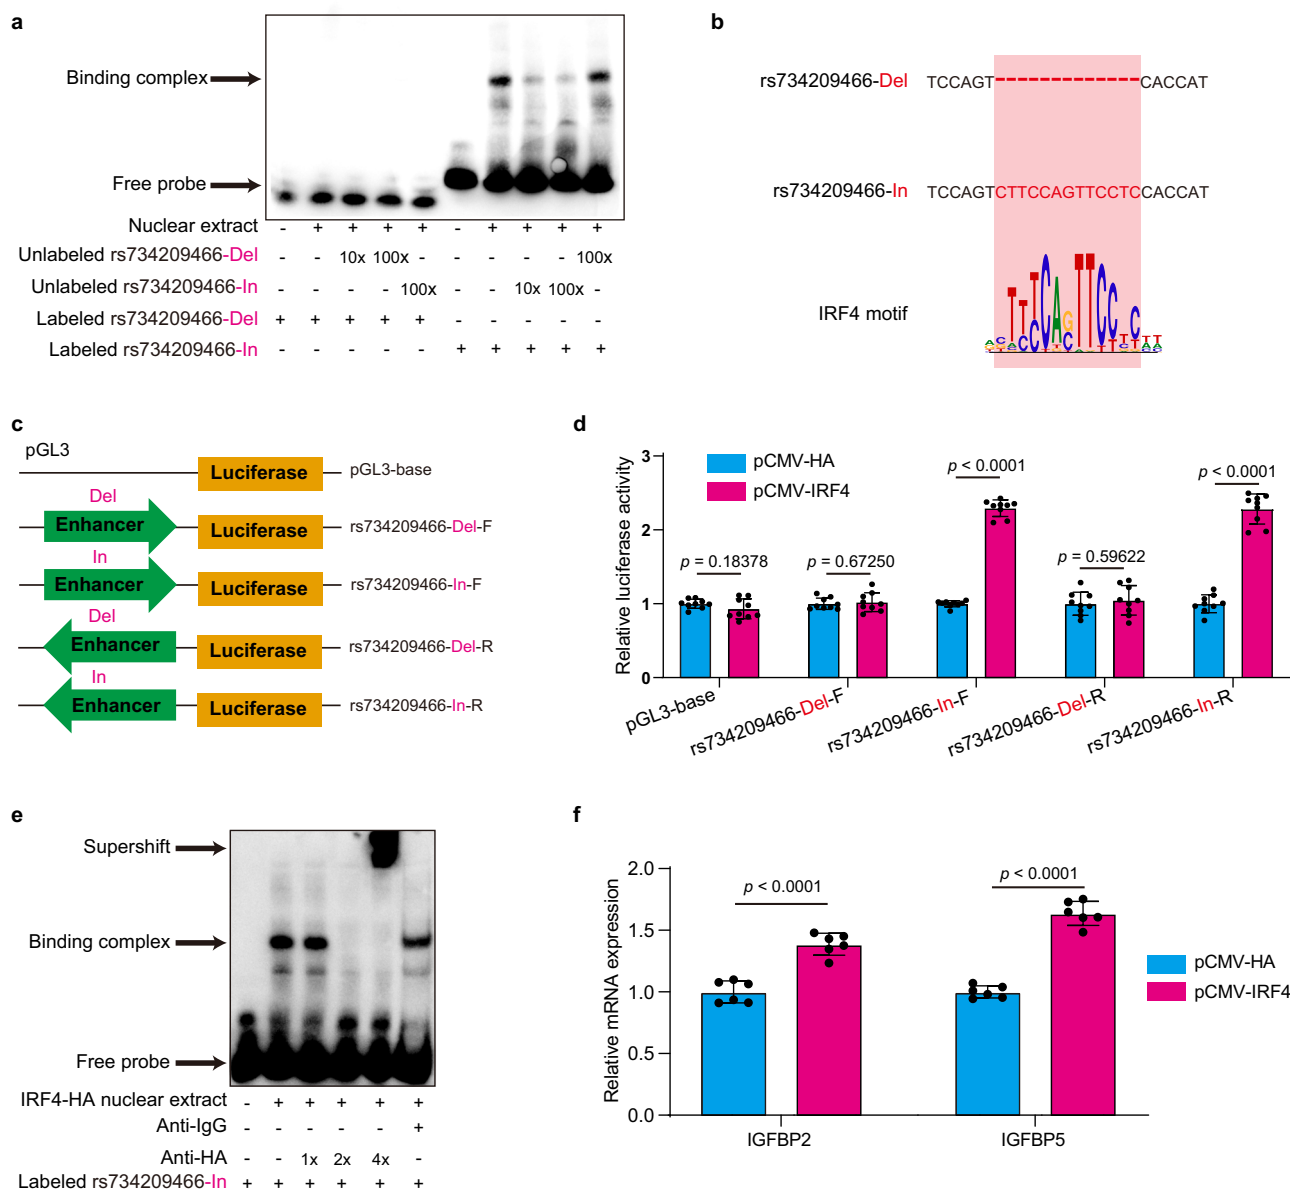 a
Binding complex
Free probe
Nuclear extract - + + + + - + + + +
Unlabeled rs734209466-Del - - 10x 100x - - - - - 100x
Unlabeled rs734209466-In - - - - 100x - - 10x 100x -
Labeled rs734209466-Del + + + + + - - - - -
Labeled rs734209466-In - - - - - + + + + +
b
rs734209466-Del TCCAGT------------CACCAT
rs734209466-In TCCAGTCTTCCAGTTCCTCCACCAT
IRF4 motif
c
pGL3
Luciferase pGL3-base
Del
Enhancer Luciferase rs734209466-Del-F
In
Enhancer Luciferase rs734209466-In-F
Del
Enhancer Luciferase rs734209466-Del-R
In
Enhancer Luciferase rs734209466-In-R
d
Relative luciferase activity
3
2
1
0
pCMV-HA
pCMV-IRF4
p = 0.18378
p = 0.67250
p < 0.0001
p = 0.59622
p < 0.0001
pGL3-base
rs734209466-Del-F
rs734209466-In-F
rs734209466-Del-R
rs734209466-In-R
e
Supershift
Binding complex
Free probe
IRF4-HA nuclear extract - + + + + +
Anti-IgG - - - - - +
Anti-HA - - 1x 2x 4x -
Labeled rs734209466-In + + + + + +
f
Relative mRNA expression
2.0
1.5
1.0
0.5
0.0
p < 0.0001
p < 0.0001
IGFBP2
IGFBP5
pCMV-HA
pCMV-IRF4